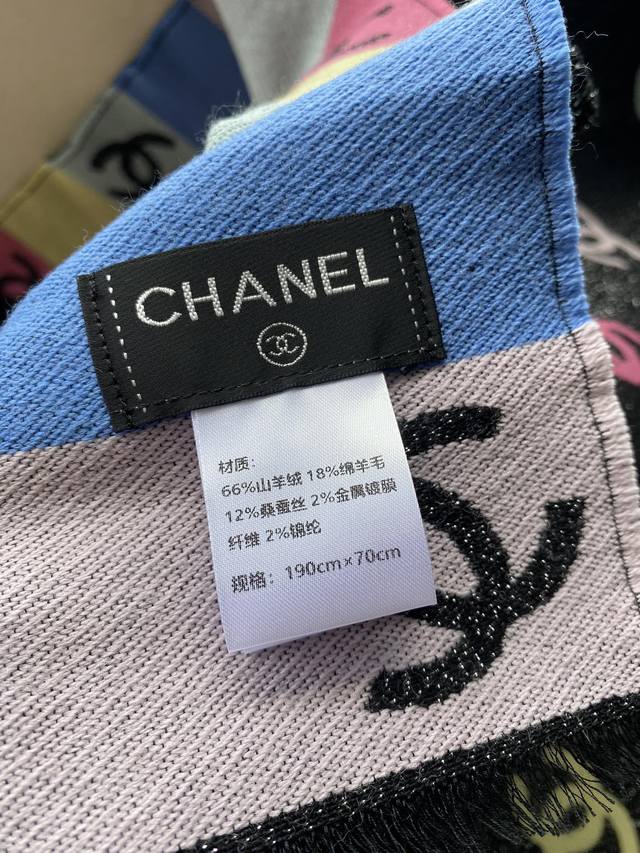 CHANEL
材质：
66%山羊绒 18%绵羊毛
12%桑蚕丝 2%金属镀膜
纤维 2%锦纶
规格：190cm×70cm